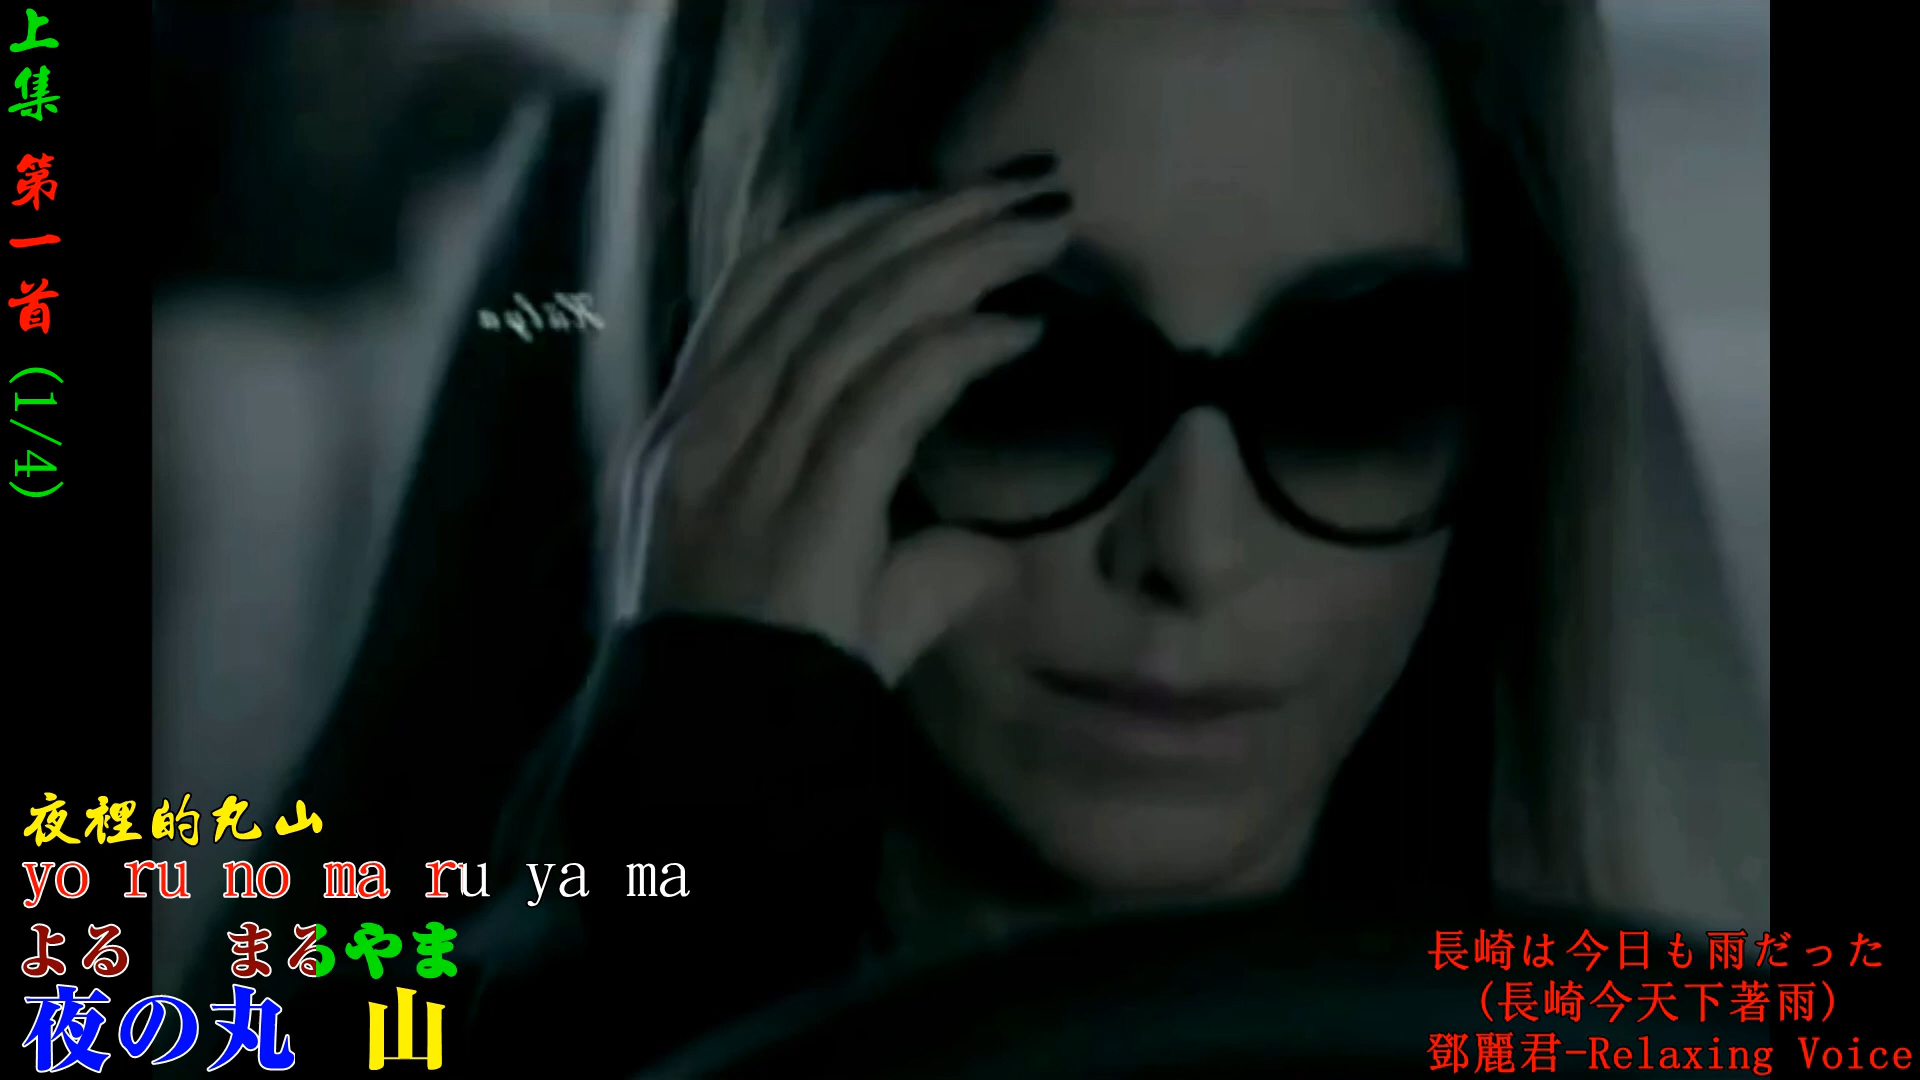 上集 第一首 (1/4)
夜裡的丸山
yo ru no ma ru ya ma
よる まるやま
夜の丸 山
長崎は今日も雨だった
(長崎今天下著雨)
鄧麗君-Relaxing Voice